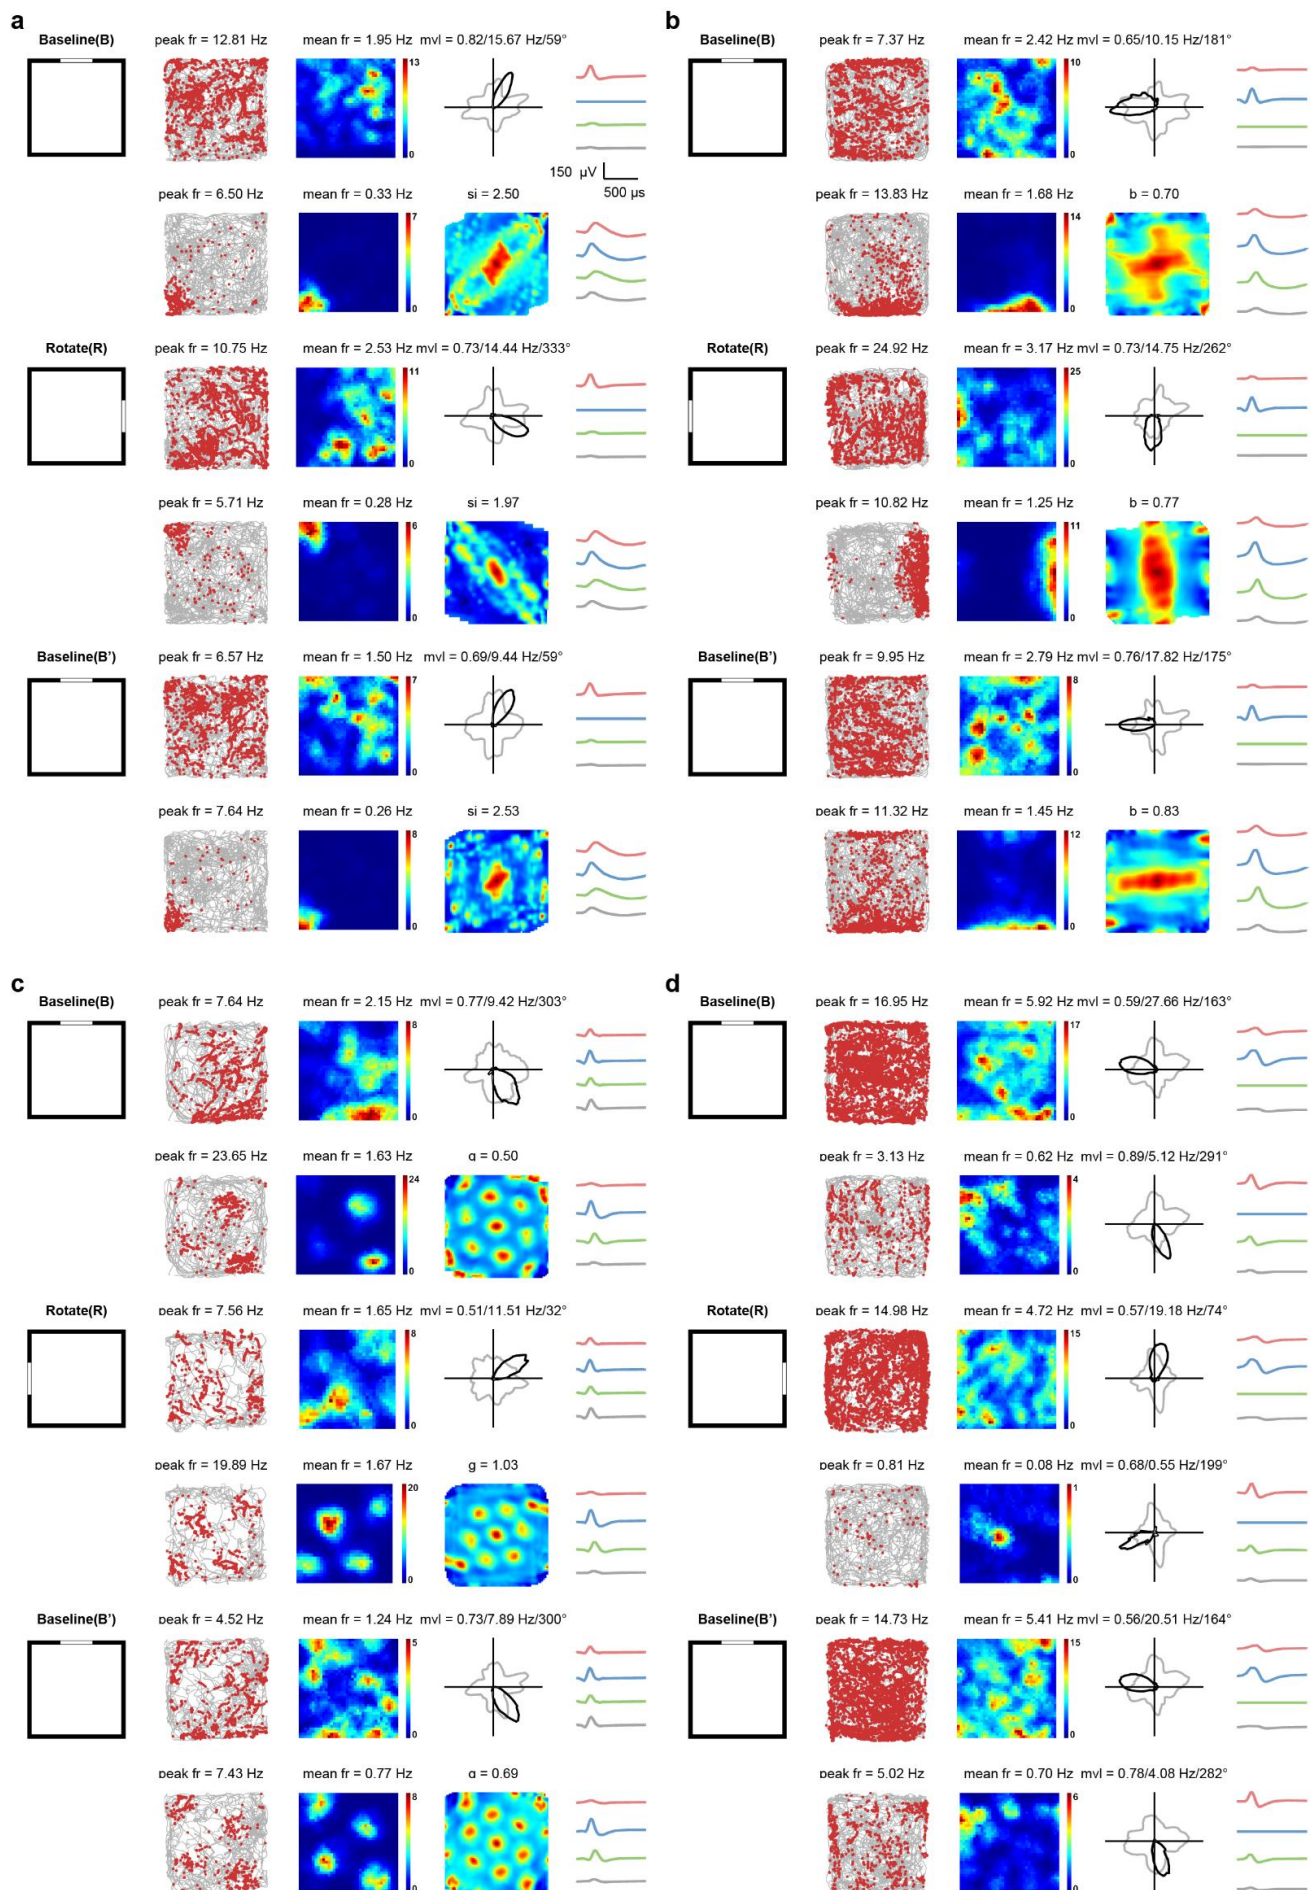 a
Baseline(B) peak fr = 12.81 Hz mean fr = 1.95 Hz mvl = 0.82/15.67 Hz/59°
13
0
150 µV
500 µs
peak fr = 6.50 Hz mean fr = 0.33 Hz si = 2.50
7
0
Rotate(R) peak fr = 10.75 Hz mean fr = 2.53 Hz mvl = 0.73/14.44 Hz/333°
11
0
peak fr = 5.71 Hz mean fr = 0.28 Hz si = 1.97
6
0
Baseline(B’) peak fr = 6.57 Hz mean fr = 1.50 Hz mvl = 0.69/9.44 Hz/59°
7
0
peak fr = 7.64 Hz mean fr = 0.26 Hz si = 2.53
8
0
b
Baseline(B) peak fr = 7.37 Hz mean fr = 2.42 Hz mvl = 0.65/10.15 Hz/181°
10
0
peak fr = 13.83 Hz mean fr = 1.68 Hz b = 0.70
14
0
Rotate(R) peak fr = 24.92 Hz mean fr = 3.17 Hz mvl = 0.73/14.75 Hz/262°
25
0
peak fr = 10.82 Hz mean fr = 1.25 Hz b = 0.77
11
0
Baseline(B’) peak fr = 9.95 Hz mean fr = 2.79 Hz mvl = 0.76/17.82 Hz/175°
8
0
peak fr = 11.32 Hz mean fr = 1.45 Hz b = 0.83
12
0
c
Baseline(B) peak fr = 7.64 Hz mean fr = 2.15 Hz mvl = 0.77/9.42 Hz/303°
8
0
peak fr = 23.65 Hz mean fr = 1.63 Hz g = 0.50
24
0
Rotate(R) peak fr = 7.56 Hz mean fr = 1.65 Hz mvl = 0.51/11.51 Hz/32°
8
0
peak fr = 19.89 Hz mean fr = 1.67 Hz g = 1.03
20
0
Baseline(B’) peak fr = 4.52 Hz mean fr = 1.24 Hz mvl = 0.73/7.89 Hz/300°
5
0
peak fr = 7.43 Hz mean fr = 0.77 Hz g = 0.69
8
0
d
Baseline(B) peak fr = 16.95 Hz mean fr = 5.92 Hz mvl = 0.59/27.66 Hz/163°
17
0
peak fr = 3.13 Hz mean fr = 0.62 Hz mvl = 0.89/5.12 Hz/291°
4
0
Rotate(R) peak fr = 14.98 Hz mean fr = 4.72 Hz mvl = 0.57/19.18 Hz/74°
15
0
peak fr = 0.81 Hz mean fr = 0.08 Hz mvl = 0.68/0.55 Hz/199°
1
0
Baseline(B’) peak fr = 14.73 Hz mean fr = 5.41 Hz mvl = 0.56/20.51 Hz/164°
15
0
peak fr = 5.02 Hz mean fr = 0.70 Hz mvl = 0.78/4.08 Hz/282°
6
0